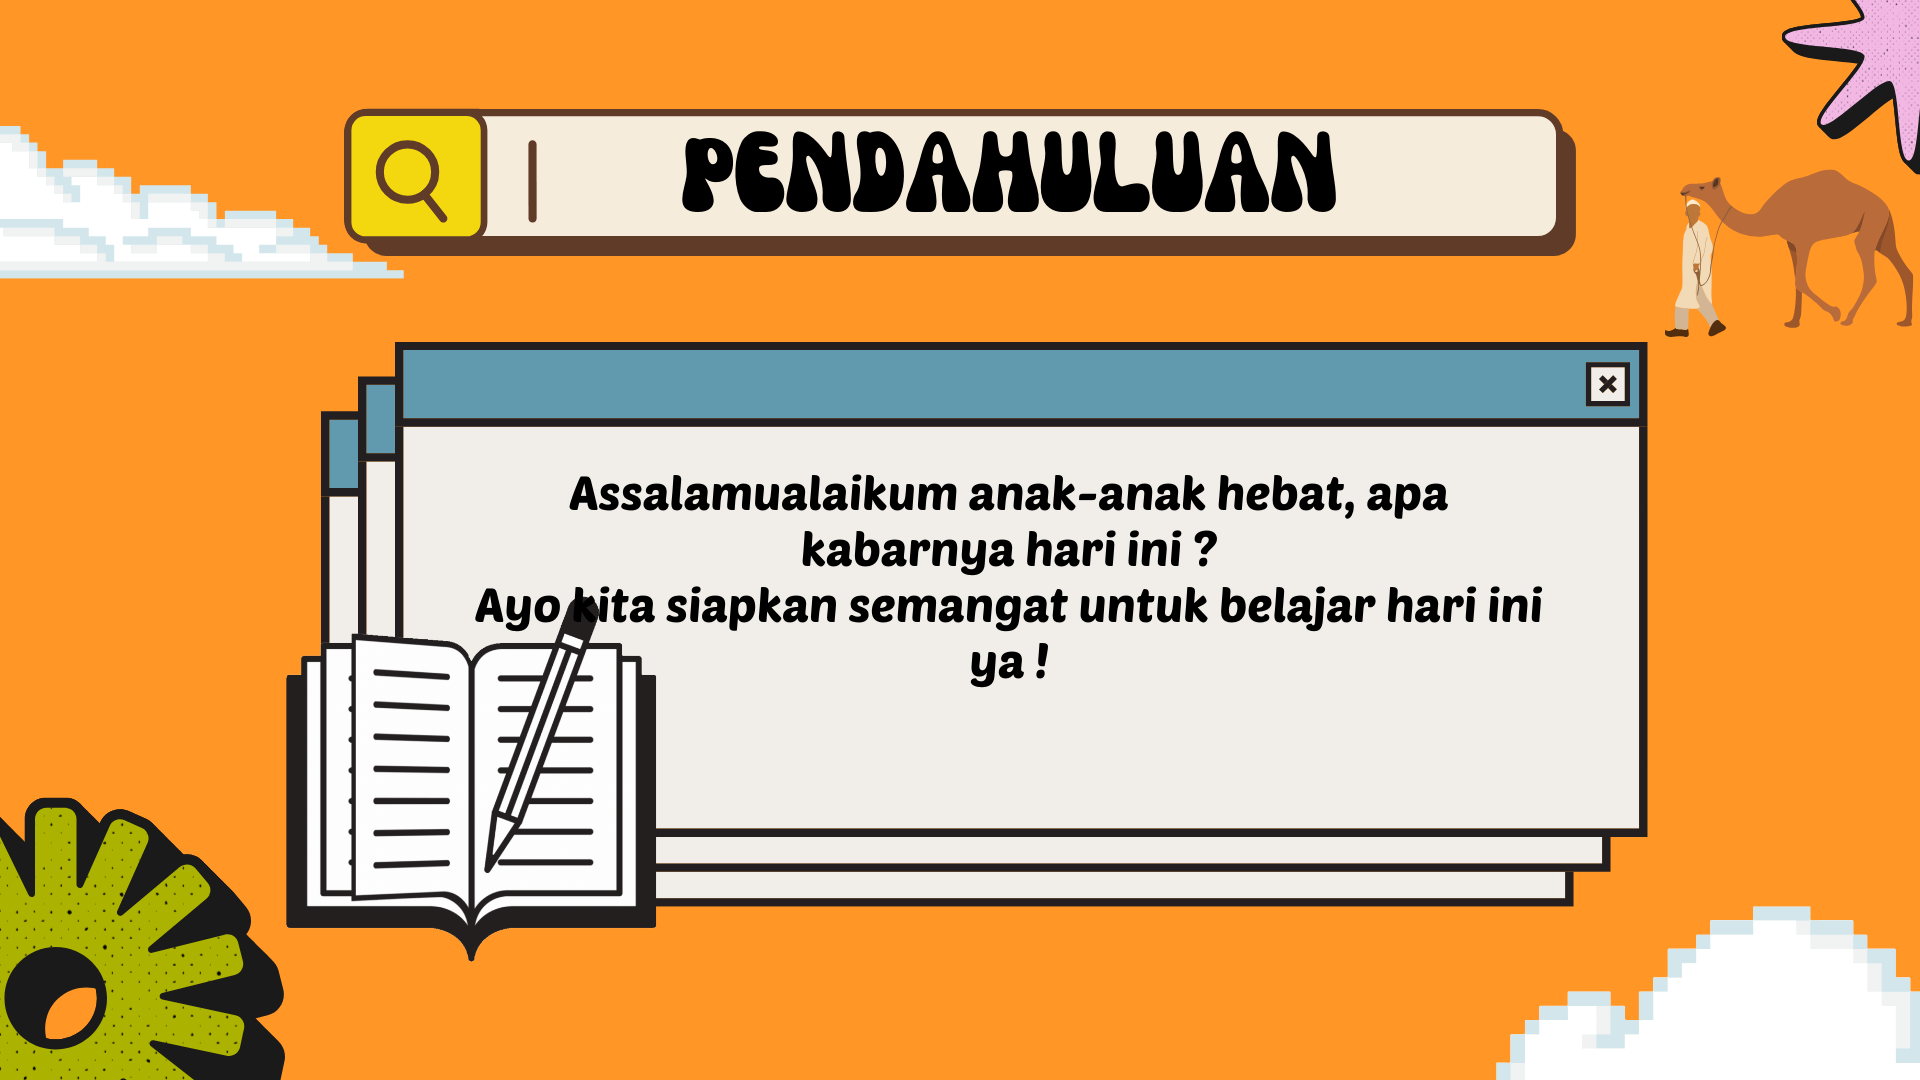 PENDAHULUAN
Assalamualaikum anak-anak hebat, apa
kabarnya hari ini ?
Ayo kita siapkan semangat untuk belajar hari ini
ya !